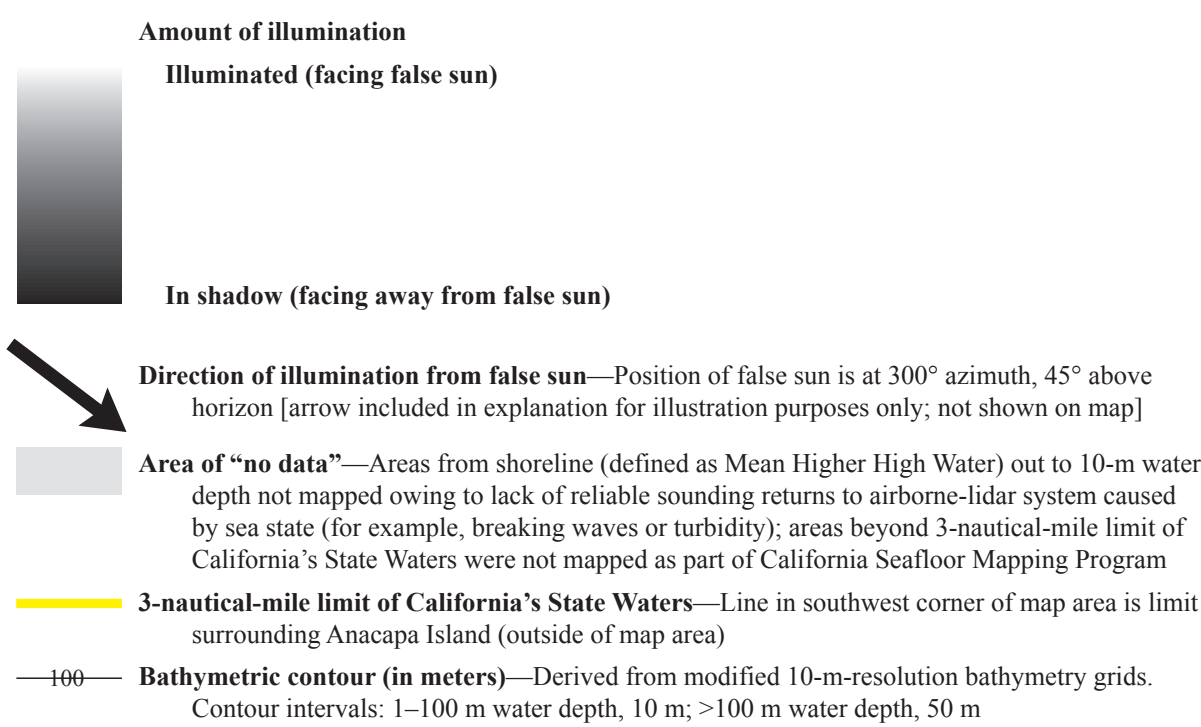 Amount of illumination
Illuminated (facing false sun)
In shadow (facing away from false sun)
Direction of illumination from false sun—Position of false sun is at 300° azimuth, 45° above
horizon [arrow included in explanation for illustration purposes only; not shown on map]
Area of “no data”—Areas from shoreline (defined as Mean Higher High Water) out to 10-m water
depth not mapped owing to lack of reliable sounding returns to airborne-lidar system caused
by sea state (for example, breaking waves or turbidity); areas beyond 3-nautical-mile limit of
California’s State Waters were not mapped as part of California Seafloor Mapping Program
3-nautical-mile limit of California’s State Waters—Line in southwest corner of map area is limit
surrounding Anacapa Island (outside of map area)
100 Bathymetric contour (in meters)—Derived from modified 10-m-resolution bathymetry grids.
Contour intervals: 1–100 m water depth, 10 m; >100 m water depth, 50 m